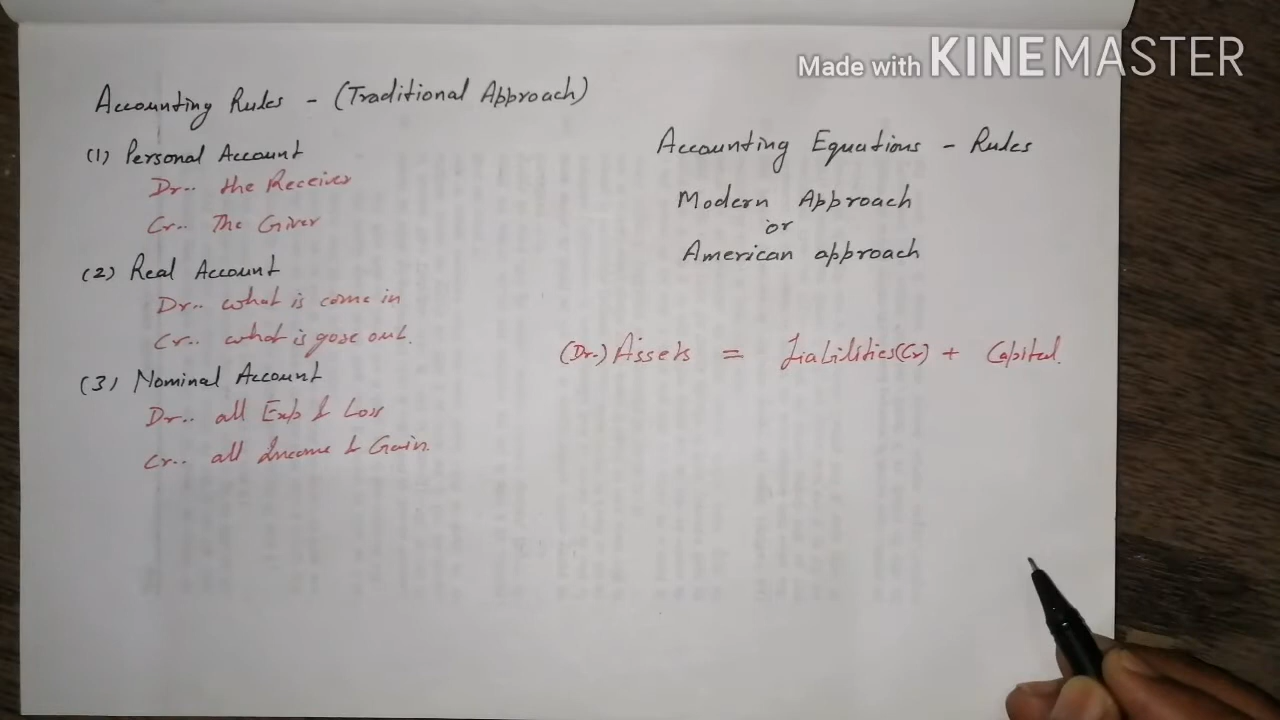 Made with KINEMASTER
Accounting Rules - (Traditional Approach)
(1) Personal Account
Dr.. the Receiver
Cr.. The Giver
(2) Real Account
Dr.. what is come in
Cr.. what is gose out.
(3) Nominal Account
Dr.. all Exp & Loss
Cr.. all Income & Gain.
Accounting Equations - Rules
Modern Approach
or
American approach
(Dr.) Assets = Liabilities(Cr) + Capital.